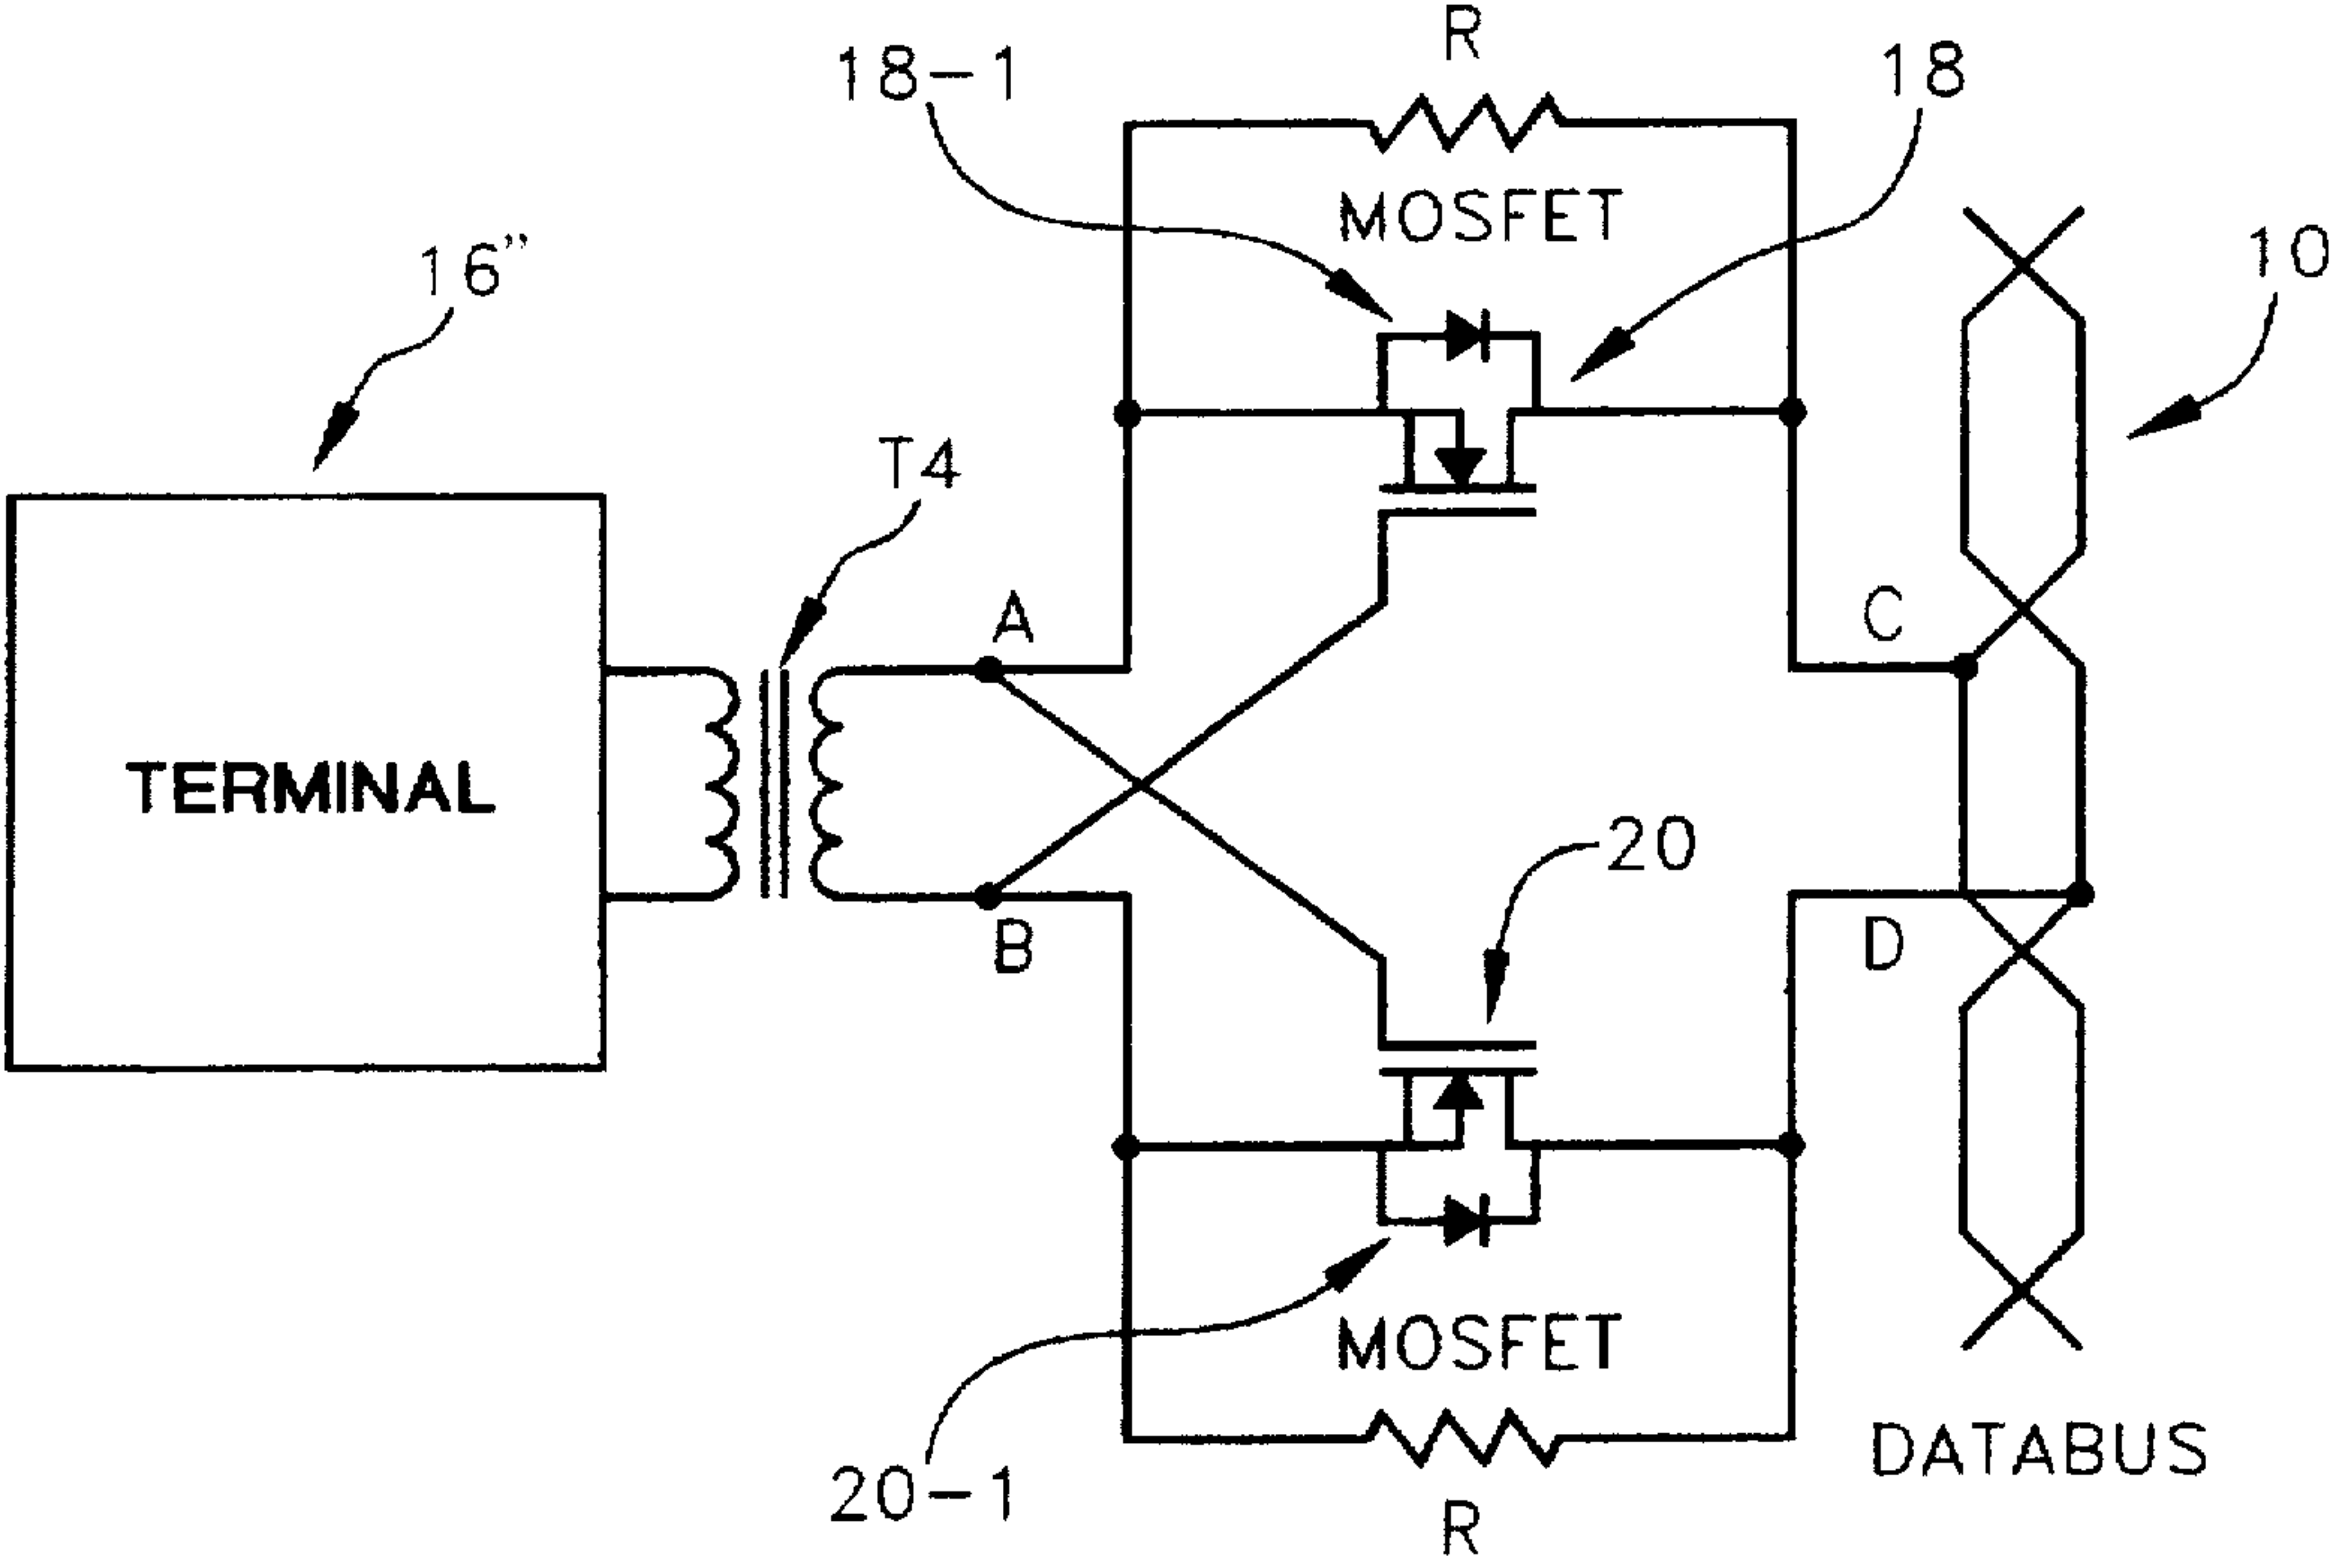 R
18-1
18
MOSFET
16”
10
T4
A
C
TERMINAL
20
B
D
MOSFET
DATABUS
20-1
R